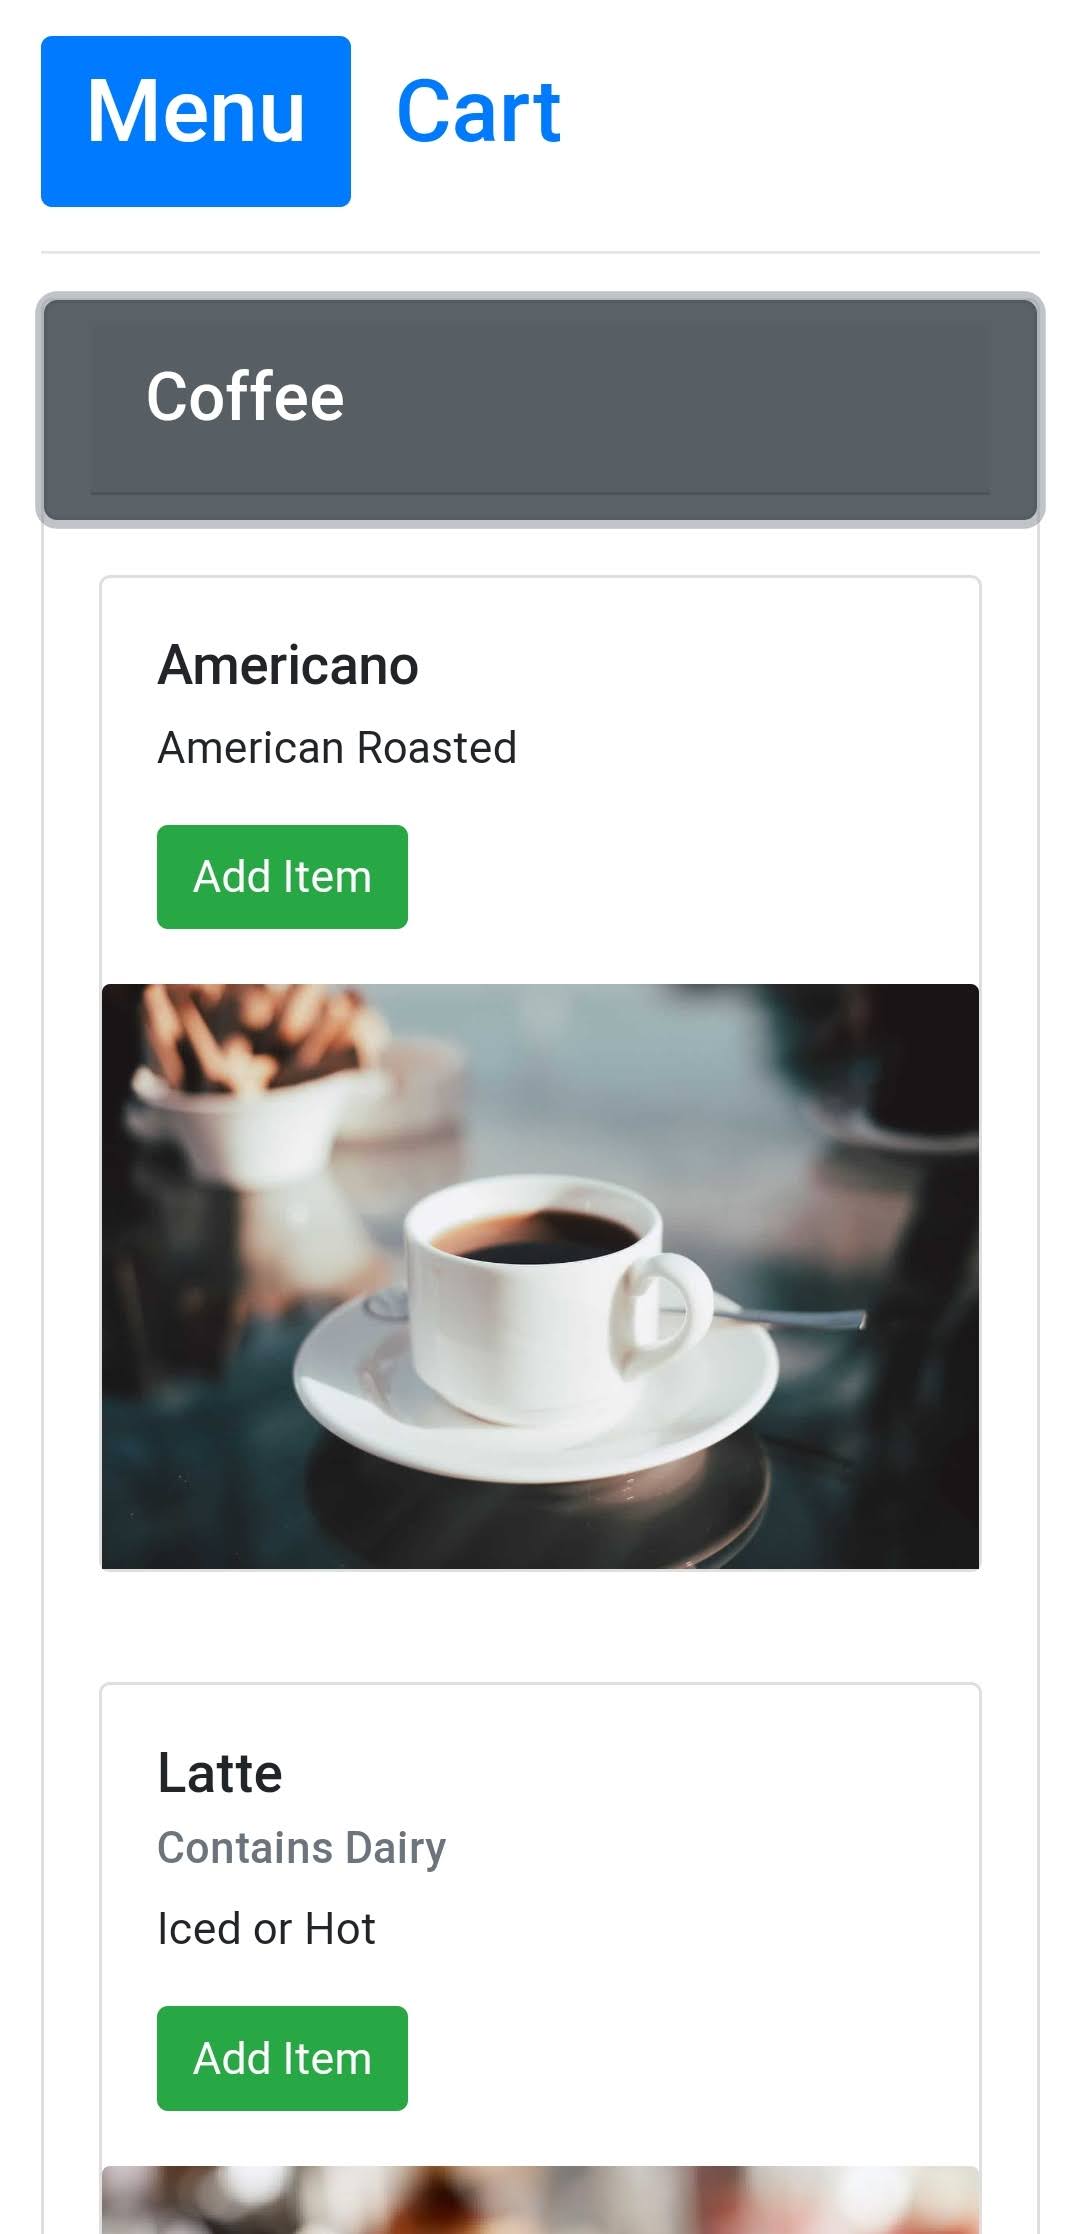 Menu Cart
Coffee
Americano
American Roasted
Add Item
Latte
Contains Dairy
Iced or Hot
Add Item